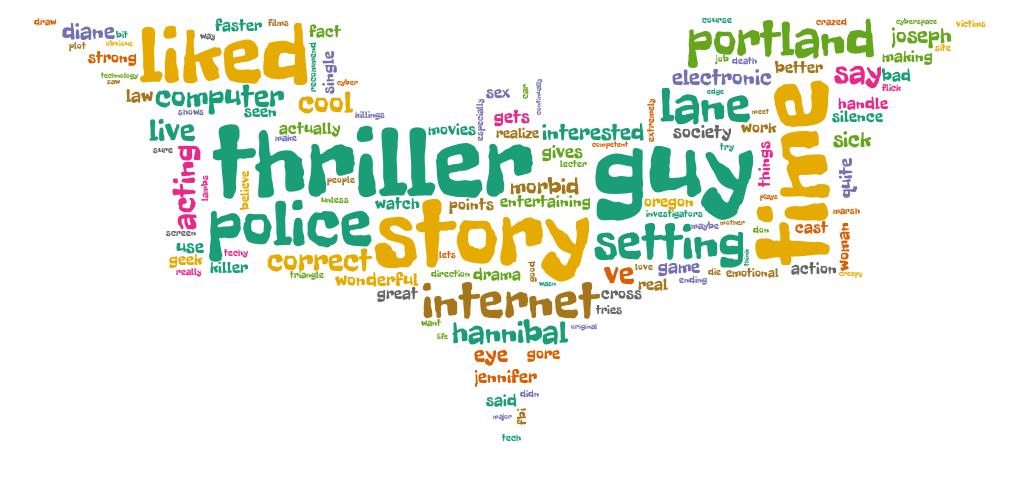 draw
diane
bit
plot
obvious
strong
technology
saw
law
computer
shows
seen
liked
way
faster
films
fact
recommend
single
cyber
cool
killings
portland
course
crazed
cyberspace
victims
joseph
site
making
job
death
better
electronic
say
bad
flick
handle
silence
sick
live
sure
acting
lambs
believe
actually
make
thriller
people
unless
movies
especially
sex
car
continually
gets
realize
interested
gives
lecter
competent
extremely
lane
edge
meet
society
work
try
guy
things
time
quite
plays
marsh
morbid
entertaining
points
watch
oregon
investigators
maybe
mother
don
cast
woman
creepy
screen
use
geek
really
techy
killer
police
correct
triangle
story
lets
wonderful
direction
drama
good
wasn
setting
think
ve
love
game
ending
real
die
emotional
action
great
internet
cross
tries
want
life
hannibal
original
eye
gore
jennifer
said
didn
major
fbi
tech